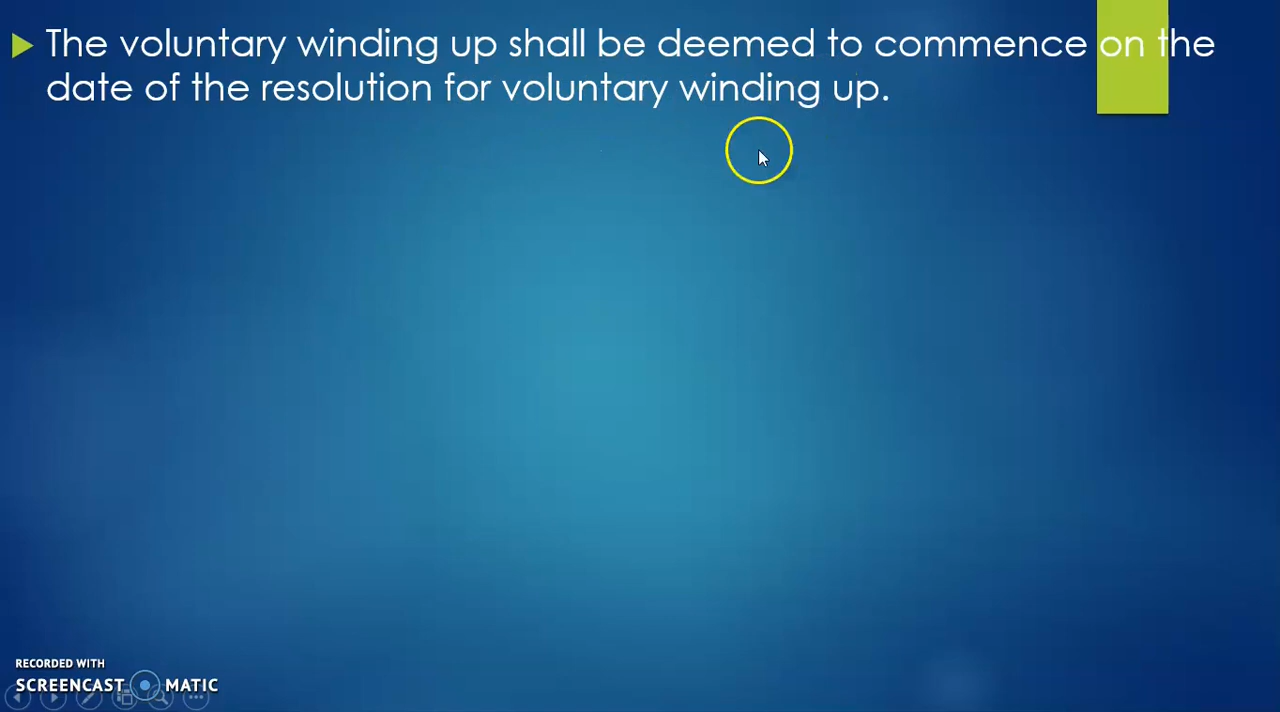 The voluntary winding up shall be deemed to commence on the
date of the resolution for voluntary winding up.
RECORDED WITH
SCREENCAST MATIC